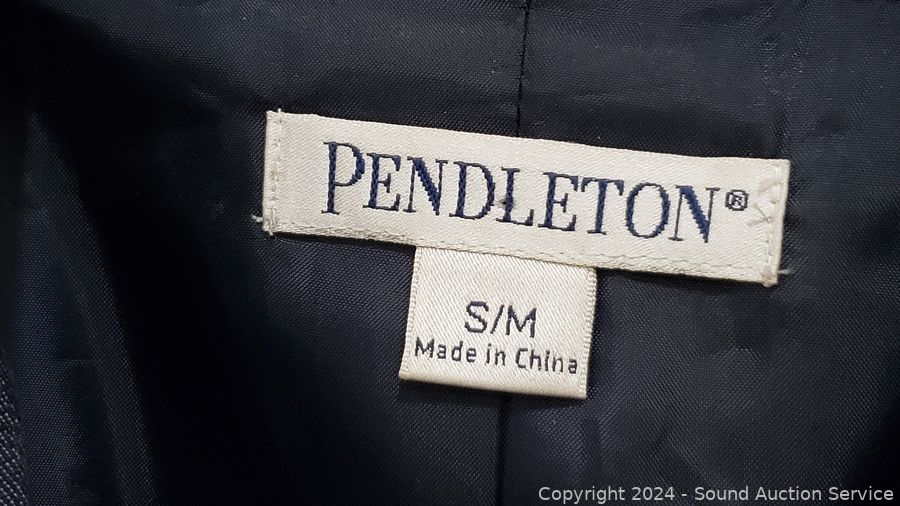 PENDLETON®
S/M
Made in China
Copyright 2024 - Sound Auction Service